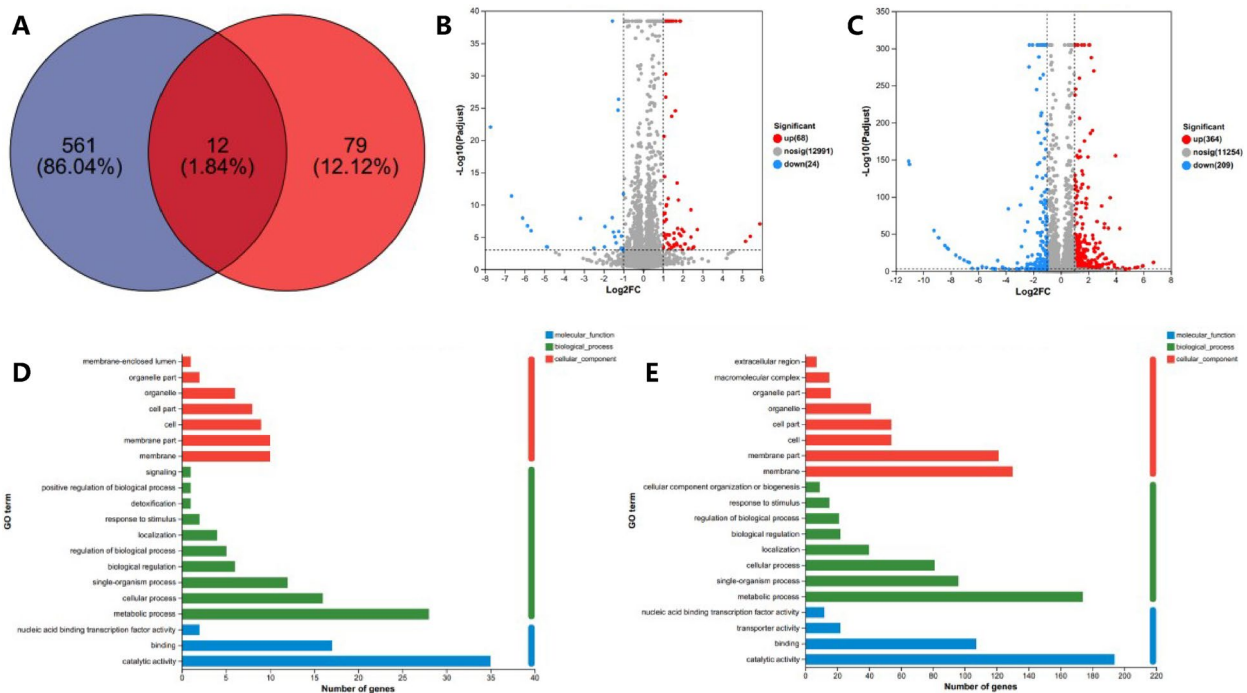 A
561
(86.04%)
12
(1.84%)
79
(12.12%)
B
-Log10(Padjust)
40
35
30
25
20
15
10
5
0
-8 -7 -6 -5 -4 -3 -2 -1 0 1 2 3 4 5 6
Log2FC
Significant
up(68)
nosig(12991)
down(24)
C
-Log10(Padjust)
350
300
250
200
150
100
50
0
-12 -10 -8 -6 -4 -2 0 2 4 6 8
Log2FC
Significant
up(364)
nosig(11254)
down(209)
D
molecular_function
biological_process
cellular_component
GO term
membrane-enclosed lumen
organelle part
organelle
cell part
cell
membrane part
membrane
signaling
positive regulation of biological process
detoxification
response to stimulus
localization
regulation of biological process
biological regulation
single-organism process
cellular process
metabolic process
nucleic acid binding transcription factor activity
binding
catalytic activity
0 5 10 15 20 25 30 35 40
Number of genes
E
molecular_function
biological_process
cellular_component
GO term
extracellular region
macromolecular complex
organelle part
organelle
cell part
cell
membrane part
membrane
cellular component organization or biogenesis
response to stimulus
regulation of biological process
biological regulation
localization
cellular process
single-organism process
metabolic process
nucleic acid binding transcription factor activity
transporter activity
binding
catalytic activity
0 20 40 60 80 100 120 140 160 180 200 220
Number of genes